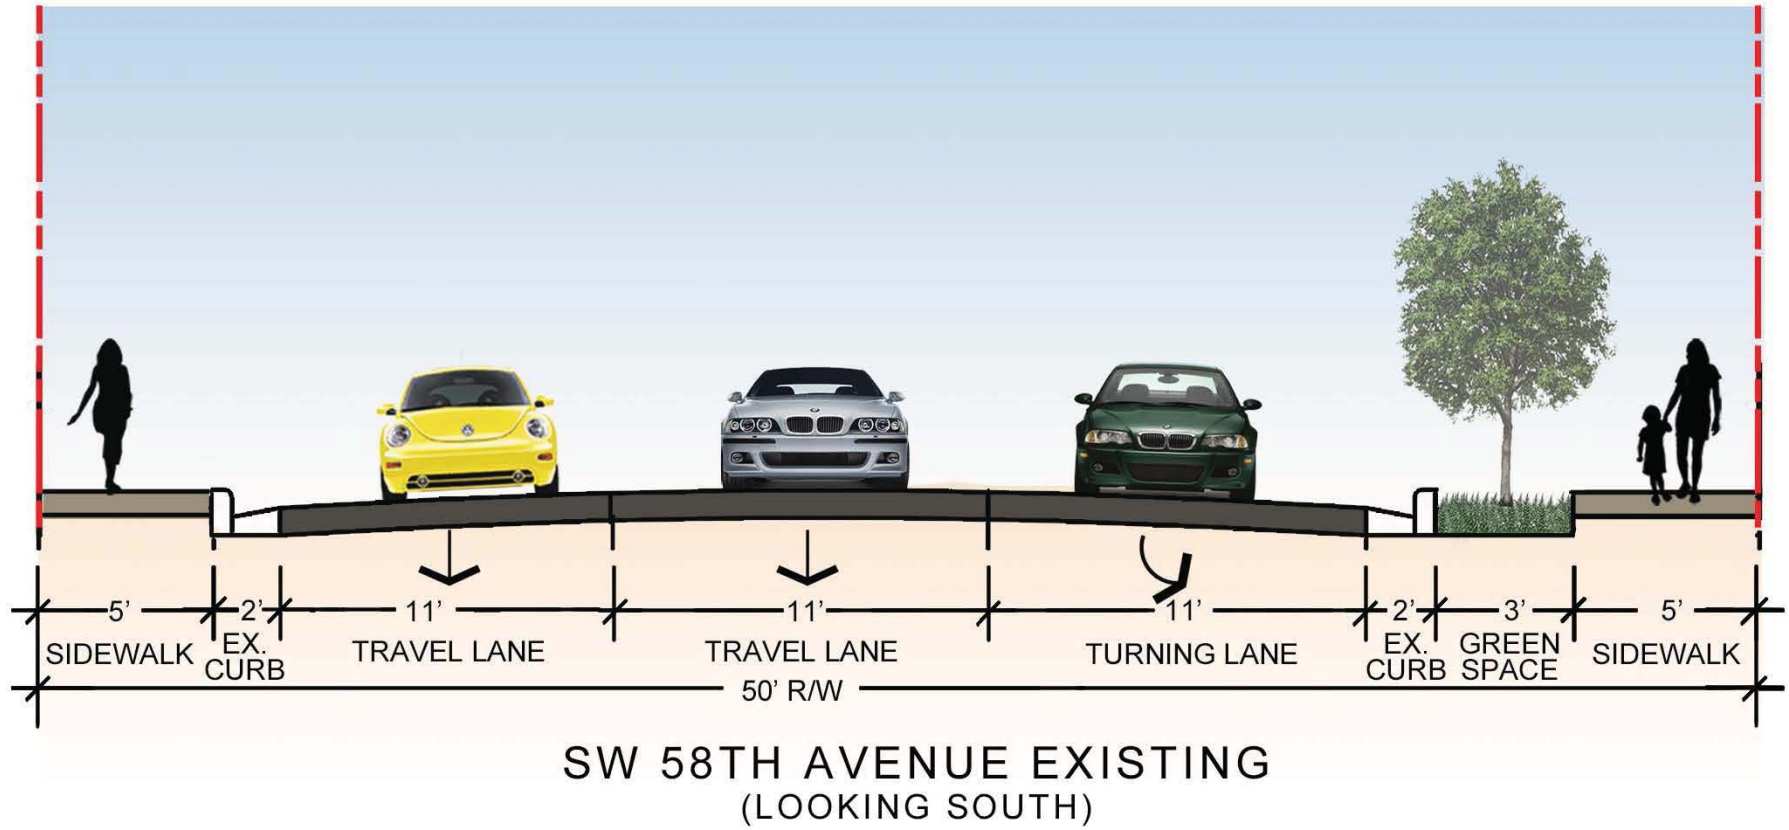 5' 2' 11' 11' 11' 2' 3' 5'
SIDEWALK EX. CURB TRAVEL LANE TRAVEL LANE TURNING LANE EX. CURB GREEN SPACE SIDEWALK
50' R/W
SW 58TH AVENUE EXISTING
(LOOKING SOUTH)